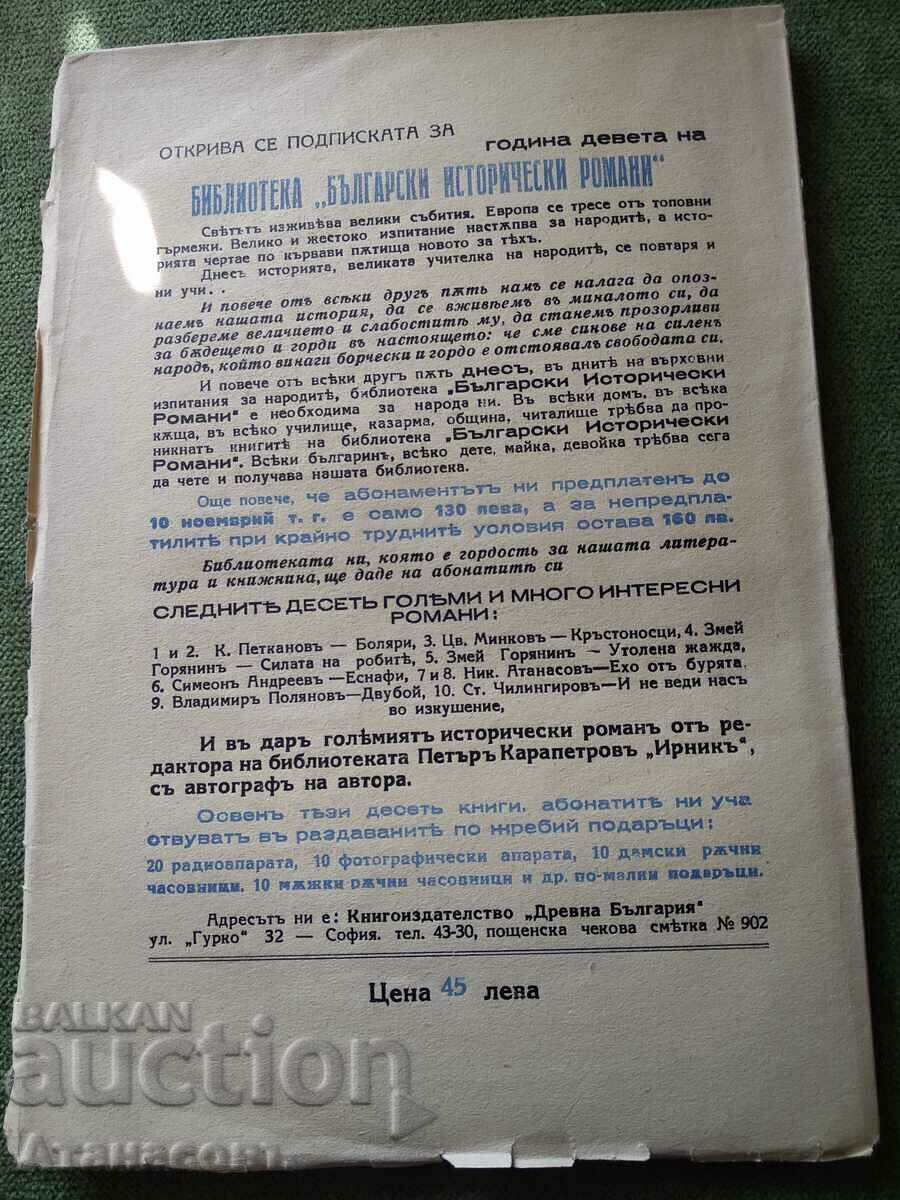 ОТКРИВА СЕ ПОДПИСКАТА ЗА година девета на
БИБЛИОТЕКА „БЪЛГАРСКИ ИСТОРИЧЕСКИ РОМАНИ“
Свѣтътъ изживѣва велики събития. Европа се тресе отъ топовни
гърмежи. Велико и жестоко изпитание настѫпва за народитѣ, а исто-
рията чертае по кървави пѫтища новото за тѣхъ.
Днесъ историята, великата учителка на народитѣ, се повтаря и
ни учи. .
И повече отъ всѣки другъ пѫть намъ се налага да опоз-
наемъ нашата история, да се вживѣемъ въ миналото си, да
разбереме величието и слабоститѣ му, да станемъ прозорливи
за бѫдещето и горди въ настоящето: че сме синове на силенъ
народъ, който винаги борчески и гордо е отстоявалъ свободата си.
И повече отъ всѣки другъ пѫть днесъ, въ днитѣ на върховни
изпитания за народитѣ, библиотека „Български Исторически
Романи“ е необходима за народа ни. Въ всѣки домъ, въ всѣка
кѫща, въ всѣко училище, казарма, община, читалище трѣбва да про-
никнатъ книгитѣ на библиотека „Български Исторически
Романи“. Всѣки българинъ, всѣко дете, майка, девойка трѣбва сега
да чете и получава нашата библиотека.
Още повече, че абонаментътъ ни предплатенъ до
10 ноемврий т. г. е само 130 лева, а за непредпла-
тилитѣ при крайно труднитѣ условия остава 160 лв.
Библиотеката ни, която е гордость за нашата литера-
тура и книжнина, ще даде на абонатитѣ си
СЛЕДНИТѢ ДЕСЕТЬ ГОЛѢМИ И МНОГО ИНТЕРЕСНИ
РОМАНИ:
1 и 2. К. Петкановъ — Боляри, 3. Цв. Минковъ — Кръстоносци, 4. Змей
Горянинъ — Силата на робитѣ, 5. Змей Горянинъ — Утолена жажда,
6. Симеонъ Андреевъ — Еснафи, 7 и 8. Ник. Атанасовъ—Ехо отъ бурята,
9. Владимиръ Поляновъ—Двубой, 10. Ст. Чилингировъ—И не веди насъ
во изкушение,
И въ даръ голѣмиятъ исторически романъ отъ ре-
дактора на библиотеката Петъръ Карапетровъ „Ирникъ“,
съ автографъ на автора.
Освенъ тѣзи десеть книги, абонатитѣ ни уча
ствуватъ въ раздаванитѣ по жребий подаръци:
20 радиоапарата, 10 фотографически апарата, 10 дамски рѫчни
часовници, 10 мѫжки рѫчни часовници и др. по-малки подаръци.
Адресътъ ни е: Книгоиздателство „Древна България“
ул. „Гурко“ 32 — София. тел. 43-30, пощенска чекова смѣтка № 902
Цена 45 лева
BALKAN
auction
Атанасовъ.